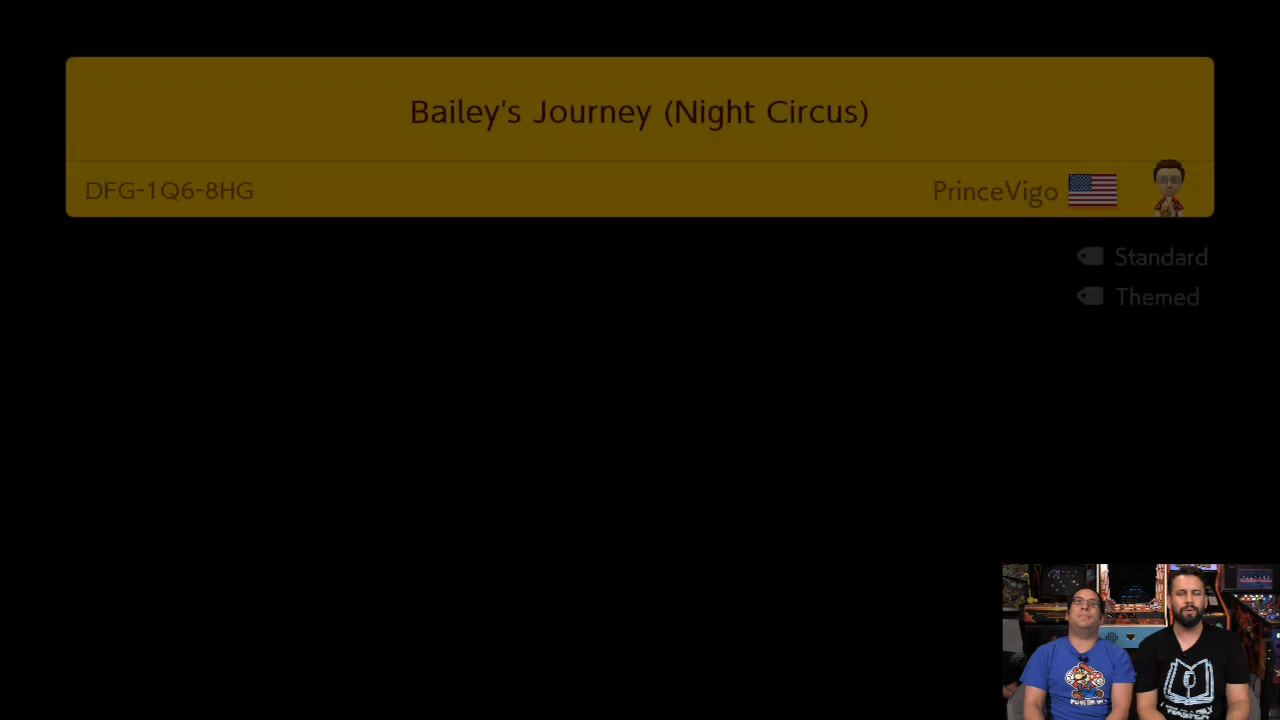 Bailey's Journey (Night Circus)
DFG-1Q6-8HG
PrinceVigo
Standard
Themed